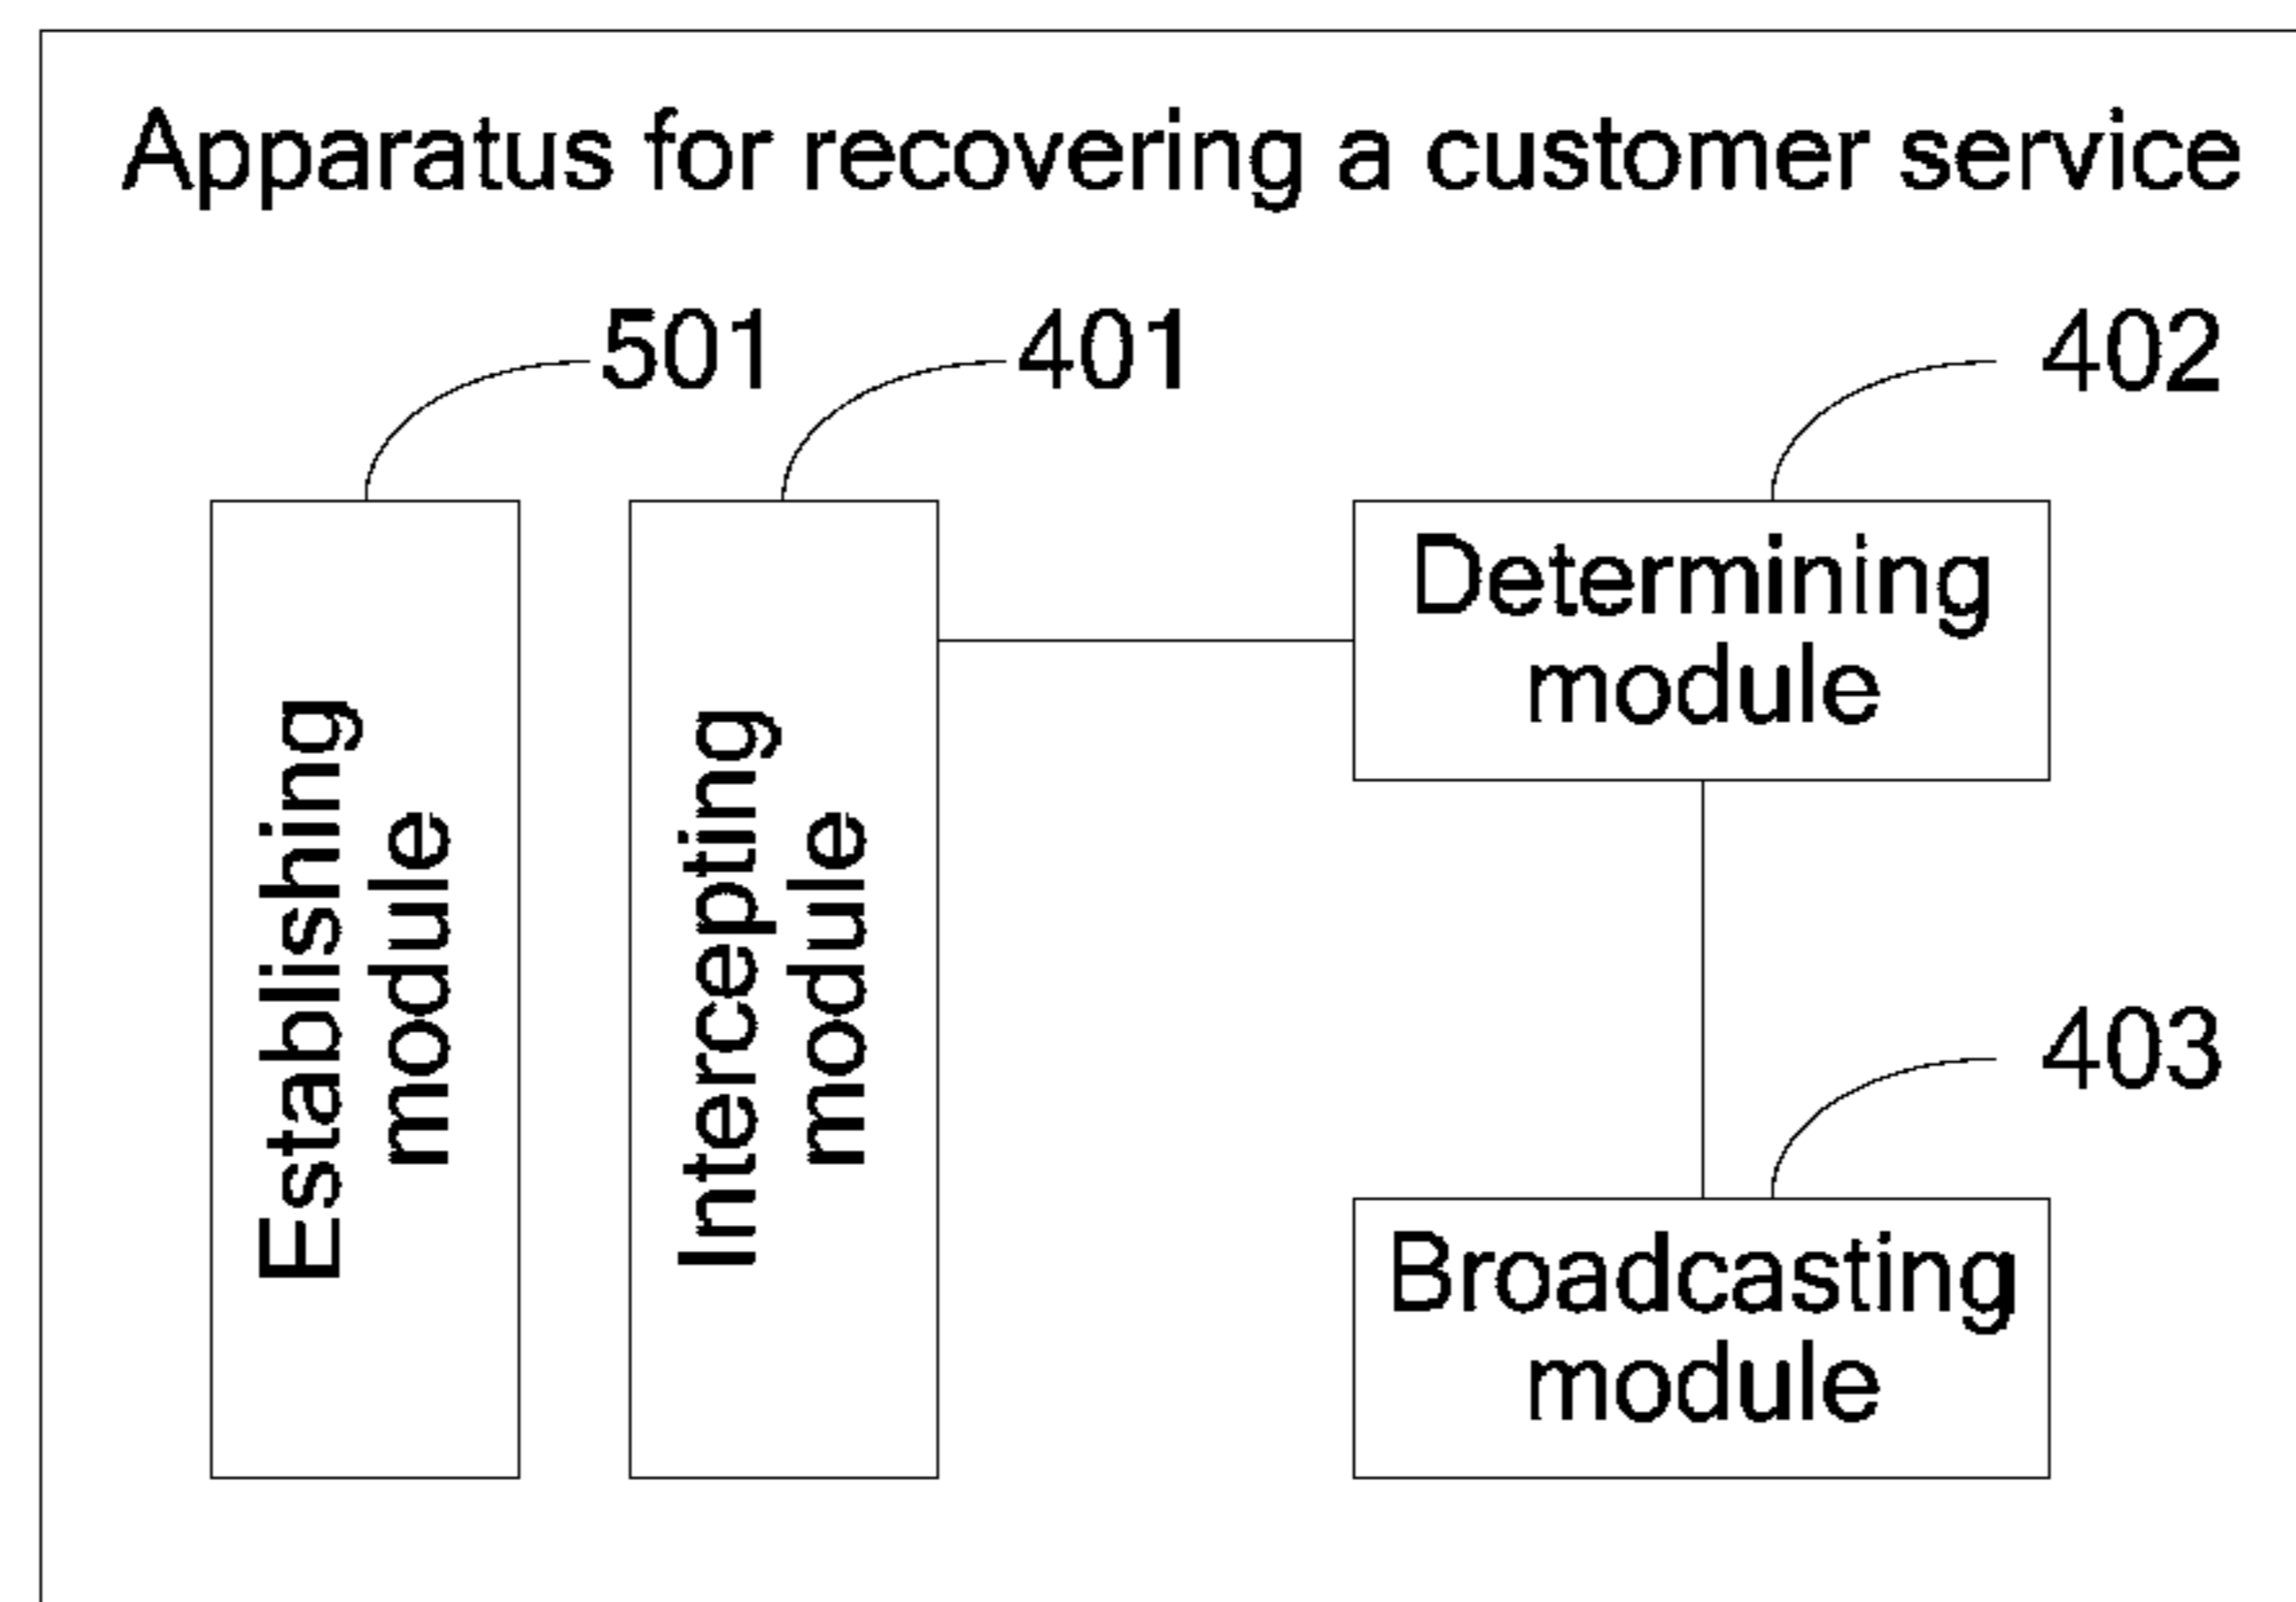 Apparatus for recovering a customer service
501
401
402
Establishing
module
Intercepting
module
Determining
module
403
Broadcasting
module